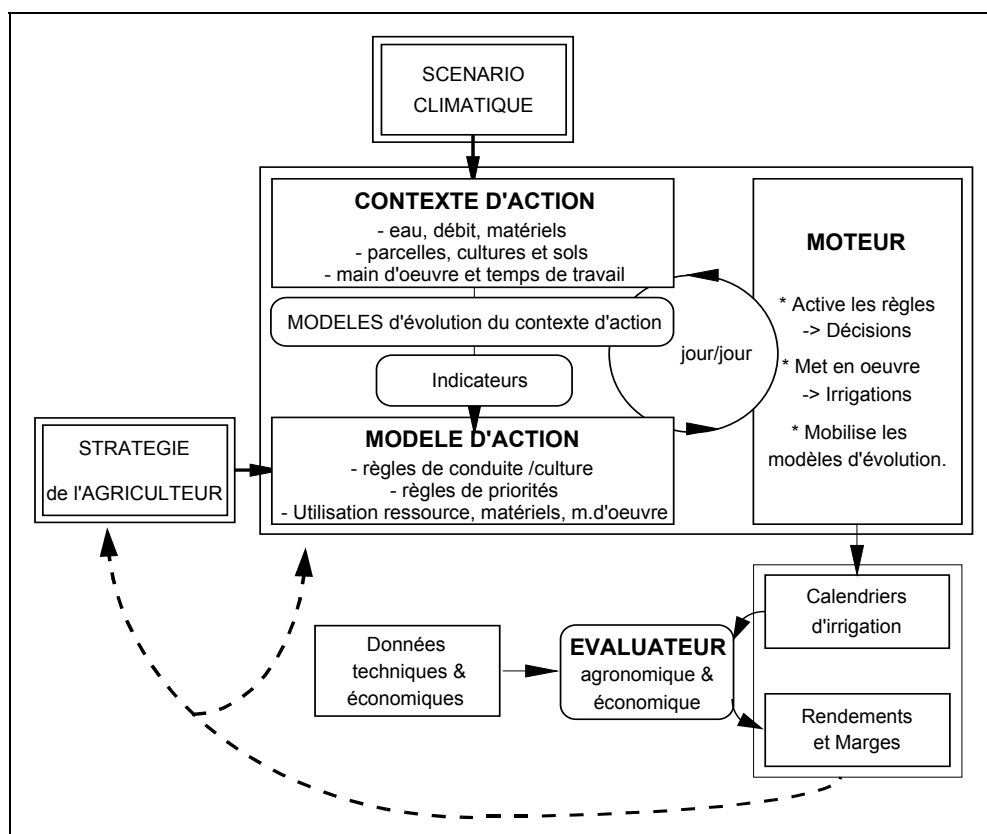 SCENARIO
CLIMATIQUE
CONTEXTE D'ACTION
- eau, débit, matériels
- parcelles, cultures et sols
- main d'oeuvre et temps de travail
MODELES d'évolution du contexte d'action
Indicateurs
jour/jour
MOTEUR
* Active les règles
-> Décisions
* Met en oeuvre
-> Irrigations
* Mobilise les
modèles d'évolution.
STRATEGIE
de l'AGRICULTEUR
MODELE D'ACTION
- règles de conduite /culture
- règles de priorités
- Utilisation ressource, matériels, m.d'oeuvre
Données
techniques &
économiques
EVALUATEUR
agronomique &
économique
Calendriers
d'irrigation
Rendements
et Marges